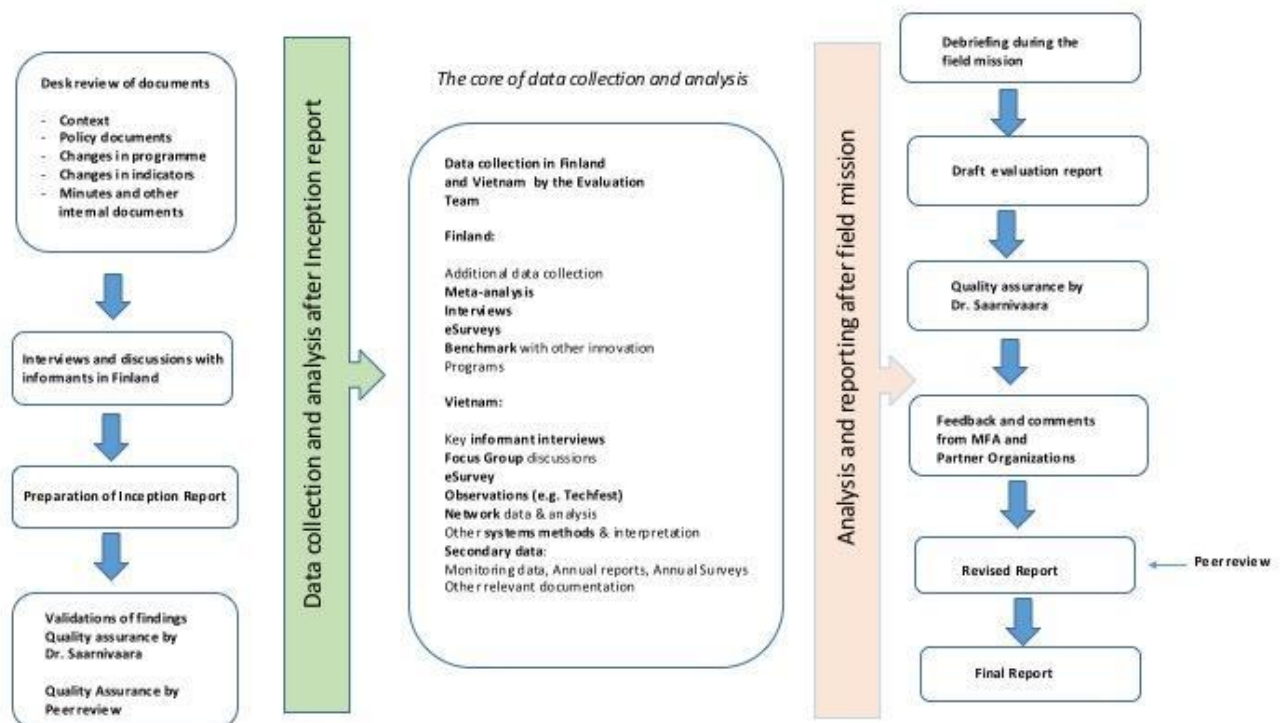 Desk review of documents
- Context
- Policy documents
- Changes in programme
- Changes in indicators
- Minutes and other
internal documents
Interviews and discussions with
informants in Finland
Preparation of Inception Report
Validations of findings
Quality assurance by
Dr. Saarnivaara
Quality Assurance by
Peer review
Data collection and analysis after Inception report
The core of data collection and analysis
Data collection in Finland
and Vietnam by the Evaluation
Team
Finland:
Additional data collection
Meta-analysis
Interviews
eSurveys
Benchmark with other innovation
Programs
Vietnam:
Key informant interviews
Focus Group discussions
eSurvey
Observations (e.g. Techfest)
Network data & analysis
Other systems methods & interpretation
Secondary data:
Monitoring data, Annual reports, Annual Surveys
Other relevant documentation
Analysis and reporting after field mission
Debriefing during the
field mission
Draft evaluation report
Quality assurance by
Dr. Saarnivaara
Feedback and comments
from MFA and
Partner Organizations
Revised Report
Peer review
Final Report